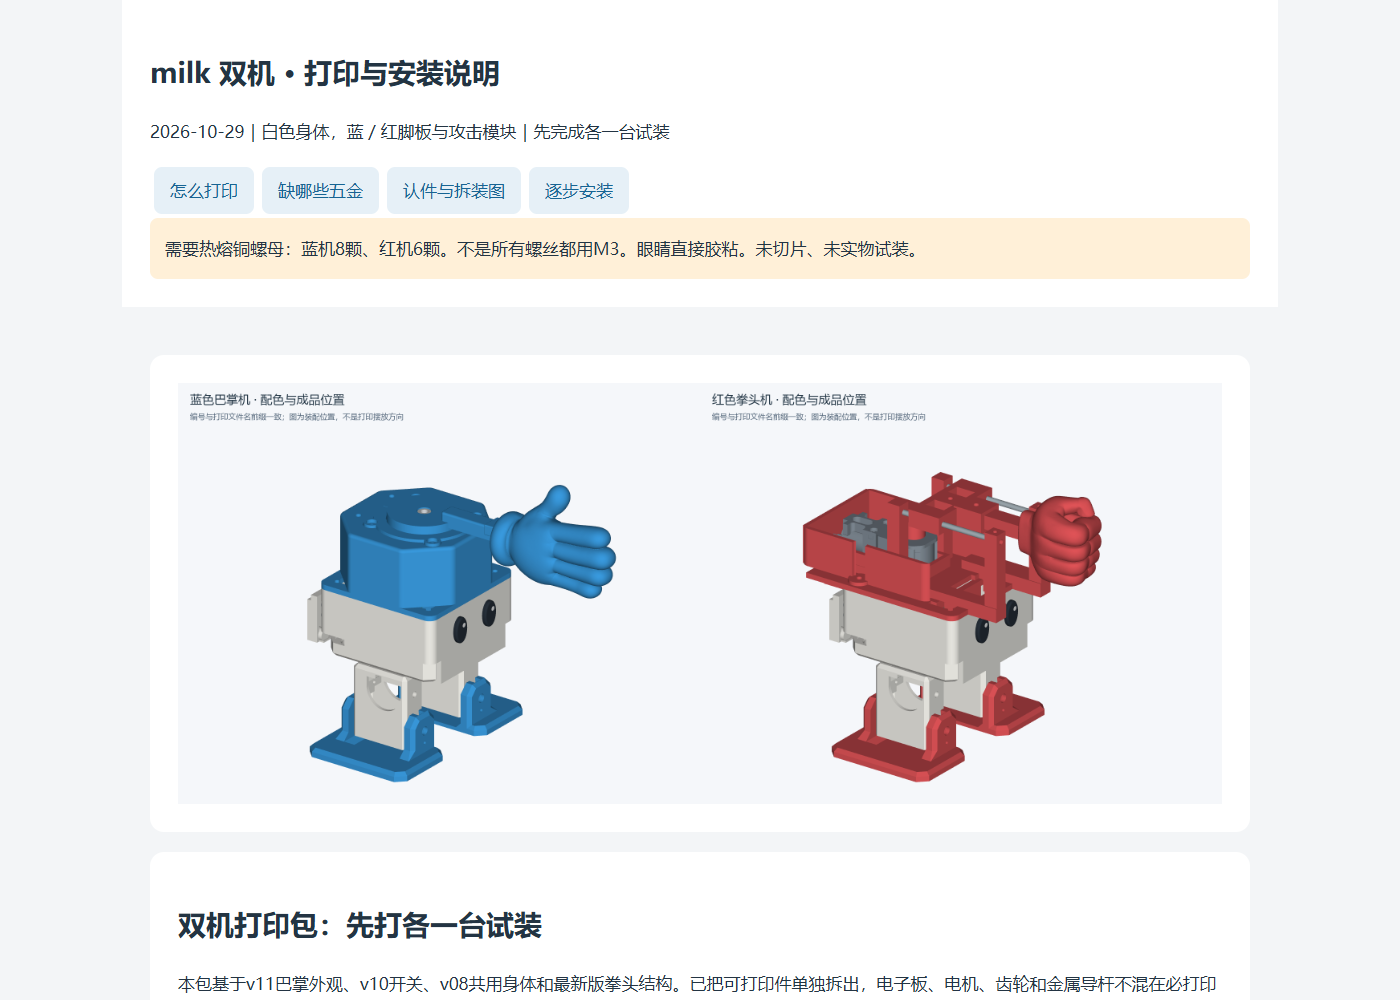 milk 双机 • 打印与安装说明
2026-10-29 | 白色身体，蓝 / 红脚板与攻击模块 | 先完成各一台试装
怎么打印
缺哪些五金
认件与拆装图
逐步安装
需要热熔铜螺母：蓝机8颗、红机6颗。不是所有螺丝都用M3。眼睛直接胶粘。未切片、未实物试装。
蓝色巴掌机 · 配色与成品位置
编号与打印文件名前缀一致；图为装配位置，不是打印摆放方向
红色拳头机 · 配色与成品位置
编号与打印文件名前缀一致；图为装配位置，不是打印摆放方向
双机打印包：先打各一台试装
本包基于v11巴掌外观、v10开关、v08共用身体和最新版拳头结构。已把可打印件单独拆出，电子板、电机、齿轮和金属导杆不混在必打印